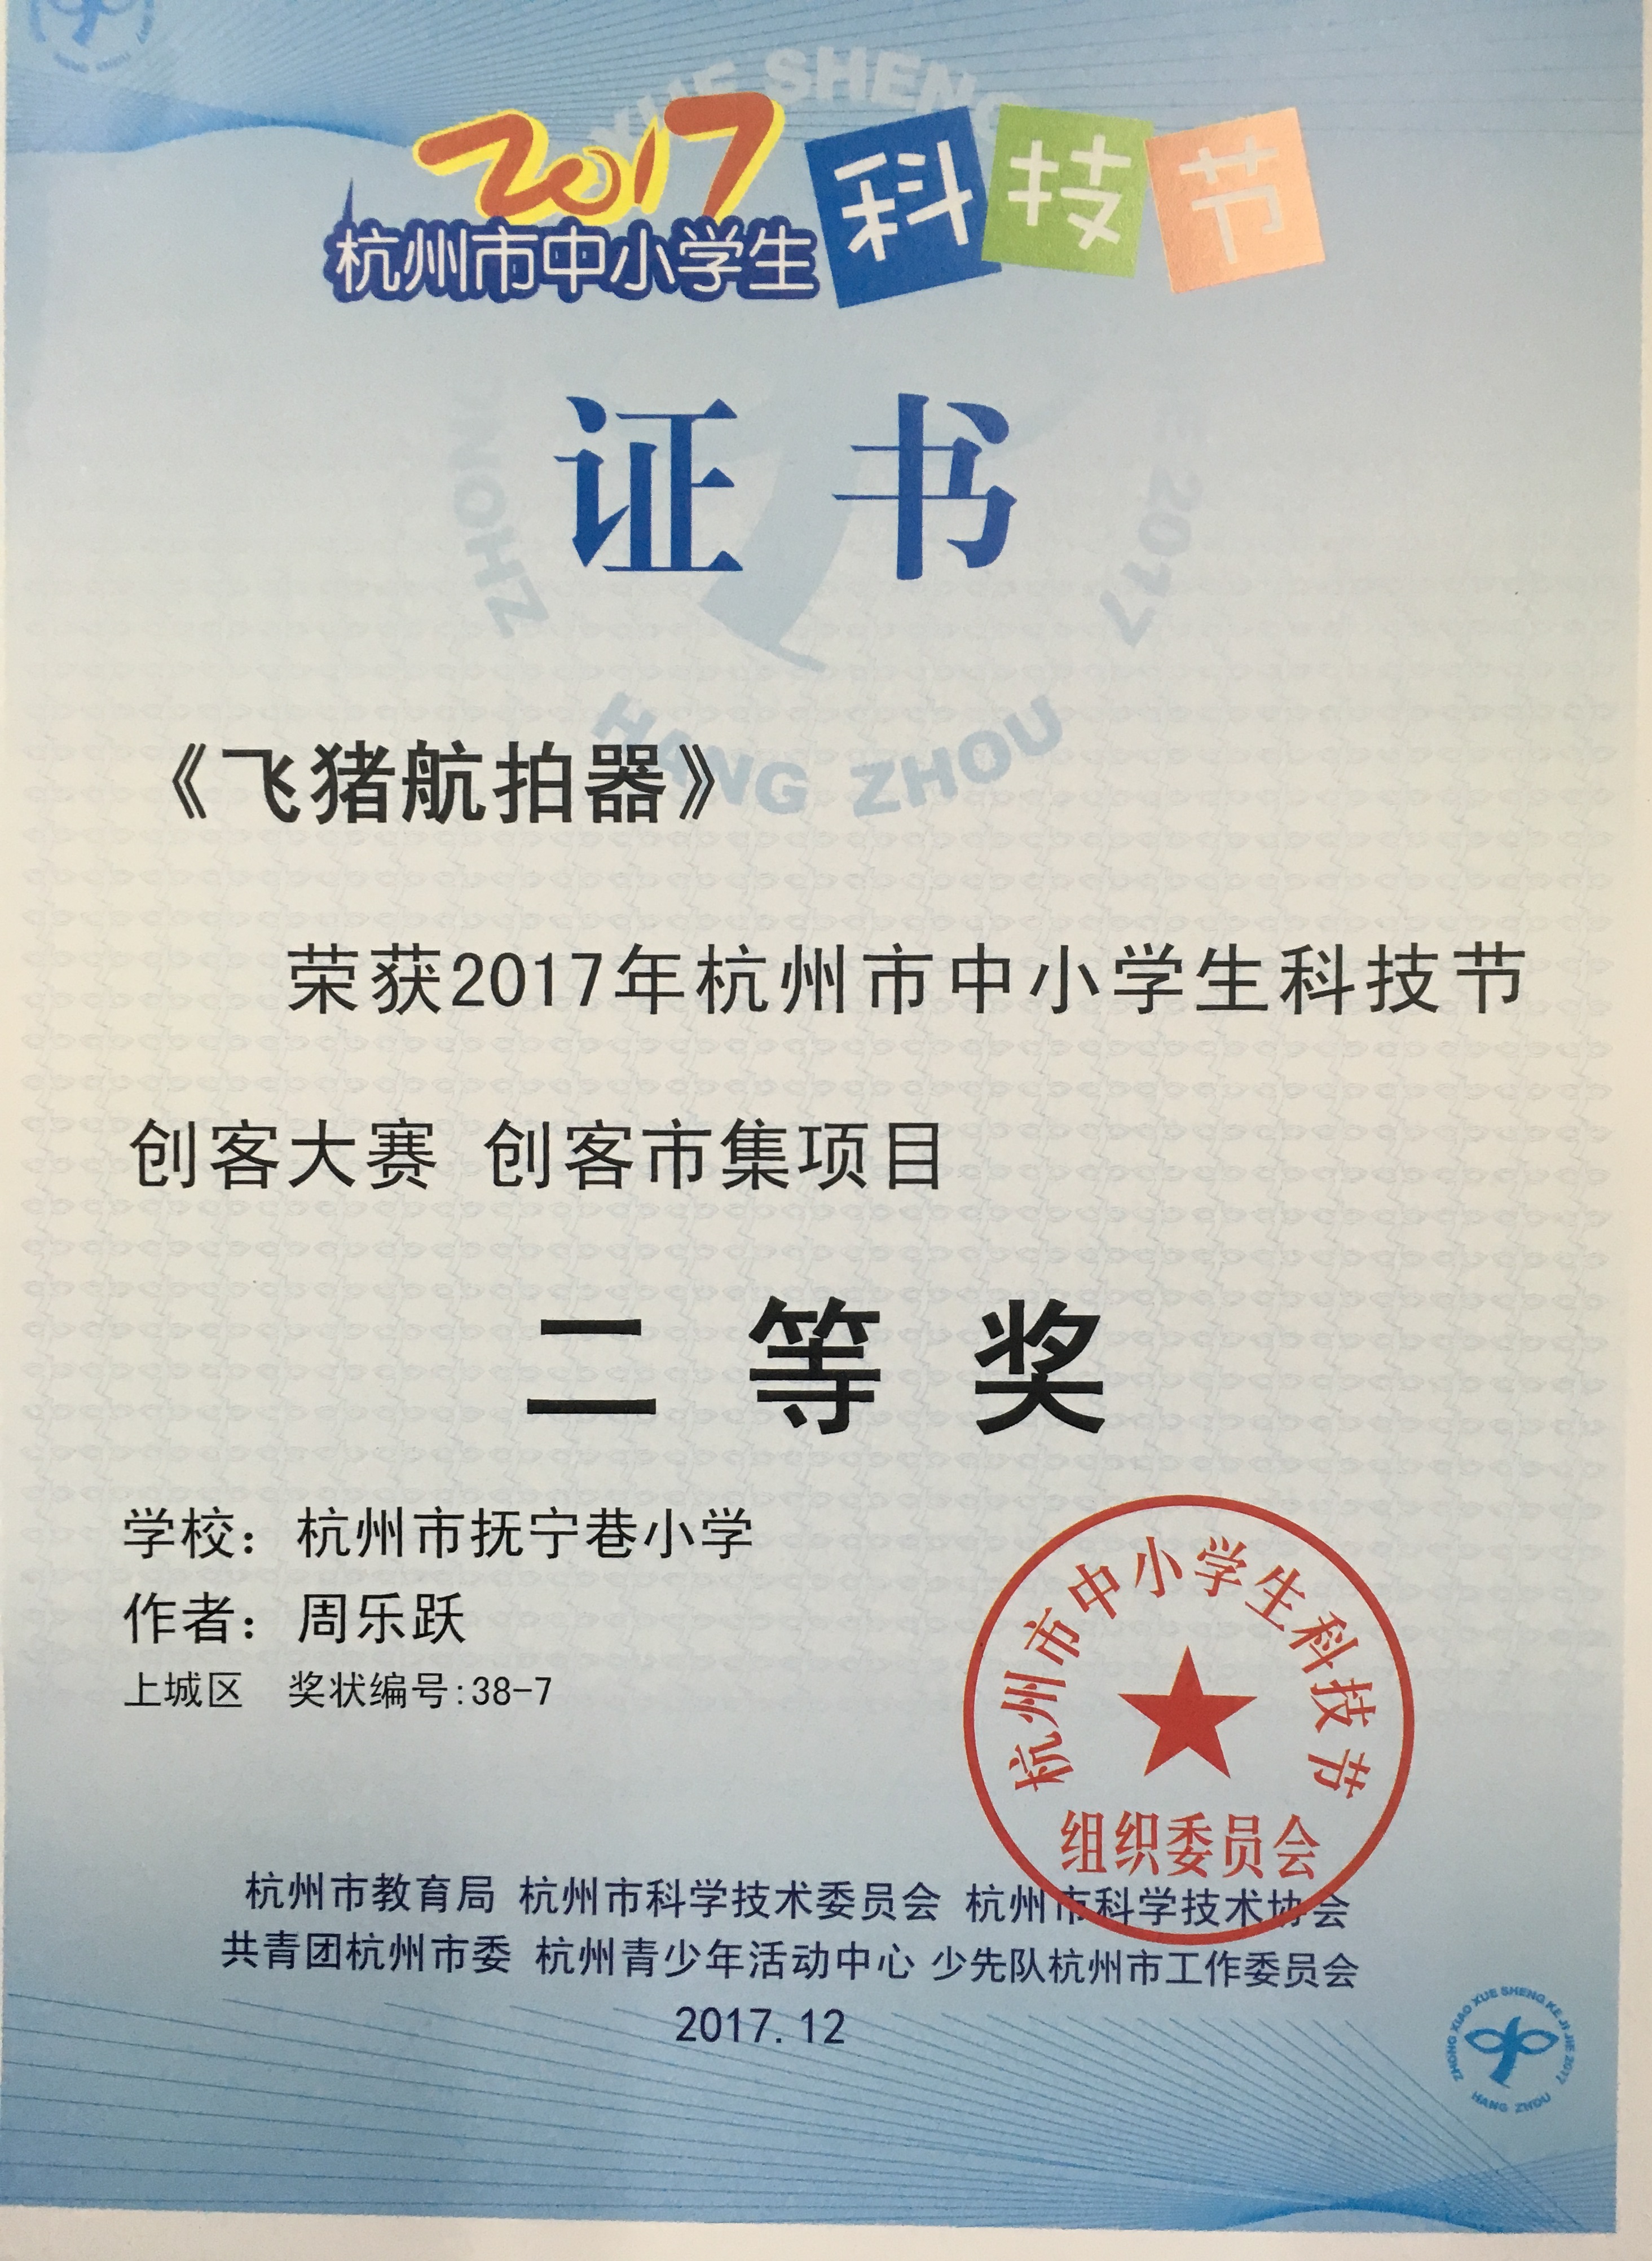 XUE SHENG
2017
杭州市中小学生科技节
证书
ZHONG
E 2017
HANG ZHOU
《飞猪航拍器》
荣获2017年杭州市中小学生科技节
创客大赛 创客市集项目
二等奖
学校：杭州市抚宁巷小学
作者：周乐跃
上城区 奖状编号:38-7
杭州市中小学生科技节
组织委员会
杭州市教育局 杭州市科学技术委员会 杭州市科学技术协会
共青团杭州市委 杭州青少年活动中心 少先队杭州市工作委员会
2017.12
ZHONG XIAO XUE SHENG KE JI JIE 2017
HANG ZHOU